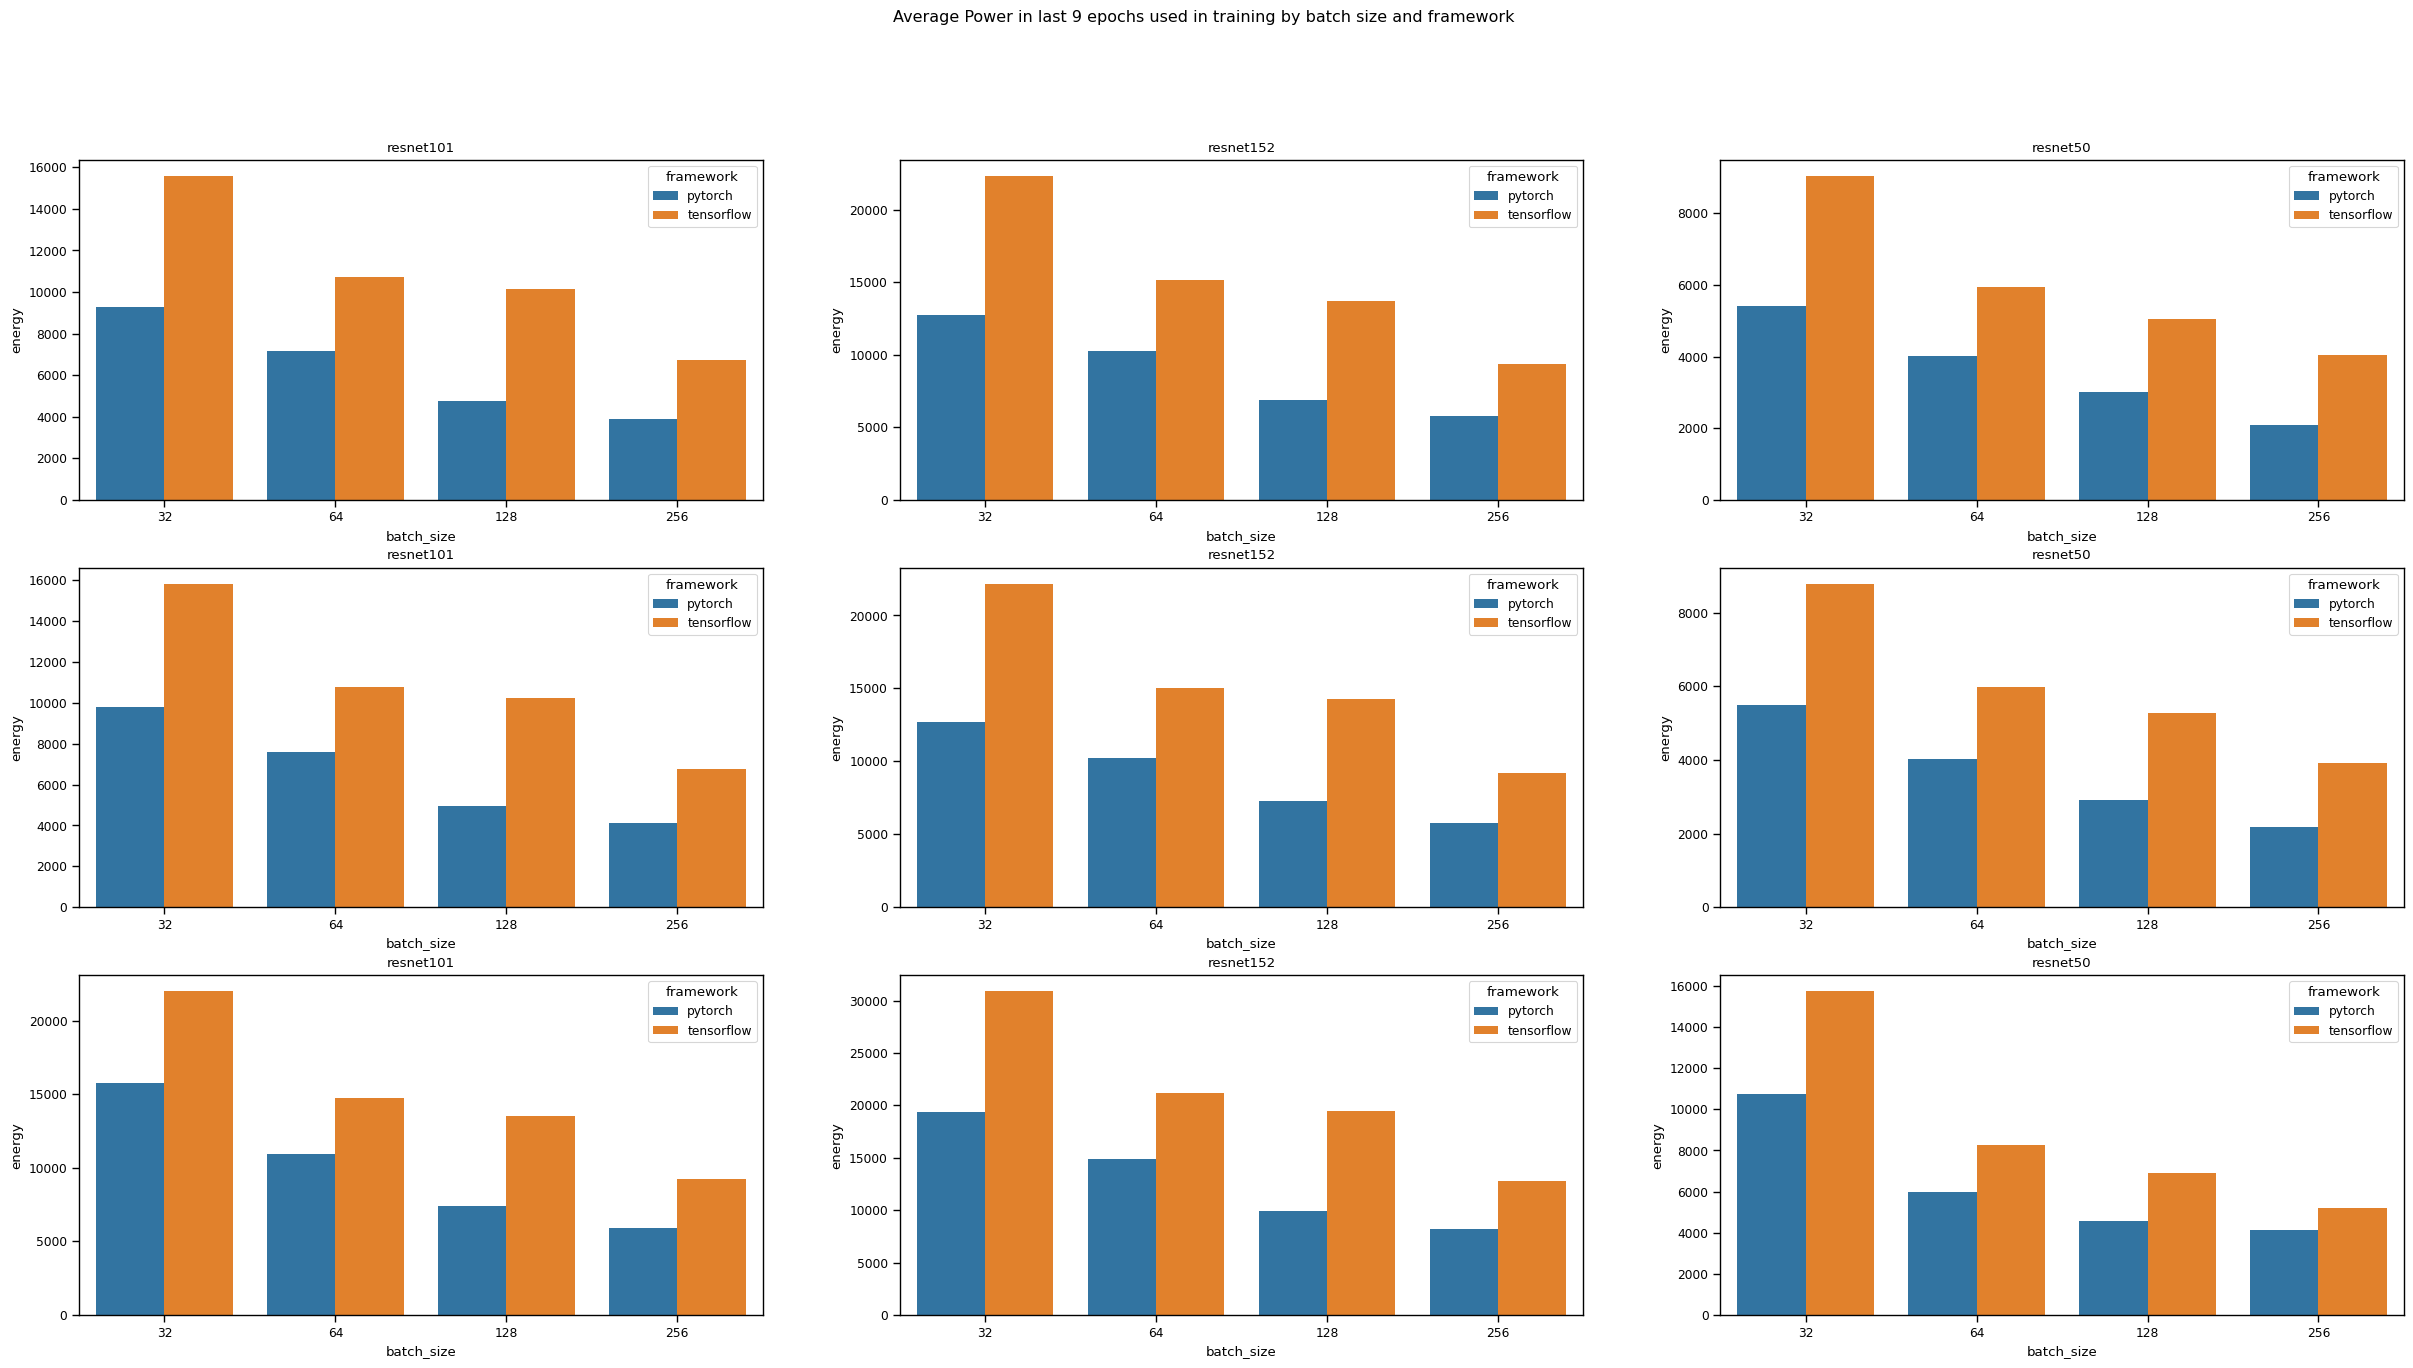 Average Power in last 9 epochs used in training by batch size and framework
resnet101
16000
14000
12000
10000
8000
6000
4000
2000
0
energy
framework
pytorch
tensorflow
32 64 128 256
batch_size
resnet152
20000
15000
10000
5000
0
energy
framework
pytorch
tensorflow
32 64 128 256
batch_size
resnet50
8000
6000
4000
2000
0
energy
framework
pytorch
tensorflow
32 64 128 256
batch_size
resnet101
16000
14000
12000
10000
8000
6000
4000
2000
0
energy
framework
pytorch
tensorflow
32 64 128 256
batch_size
resnet152
20000
15000
10000
5000
0
energy
framework
pytorch
tensorflow
32 64 128 256
batch_size
resnet50
8000
6000
4000
2000
0
energy
framework
pytorch
tensorflow
32 64 128 256
batch_size
resnet101
20000
15000
10000
5000
0
energy
framework
pytorch
tensorflow
32 64 128 256
batch_size
resnet152
30000
25000
20000
15000
10000
5000
0
energy
framework
pytorch
tensorflow
32 64 128 256
batch_size
resnet50
16000
14000
12000
10000
8000
6000
4000
2000
0
energy
framework
pytorch
tensorflow
32 64 128 256
batch_size